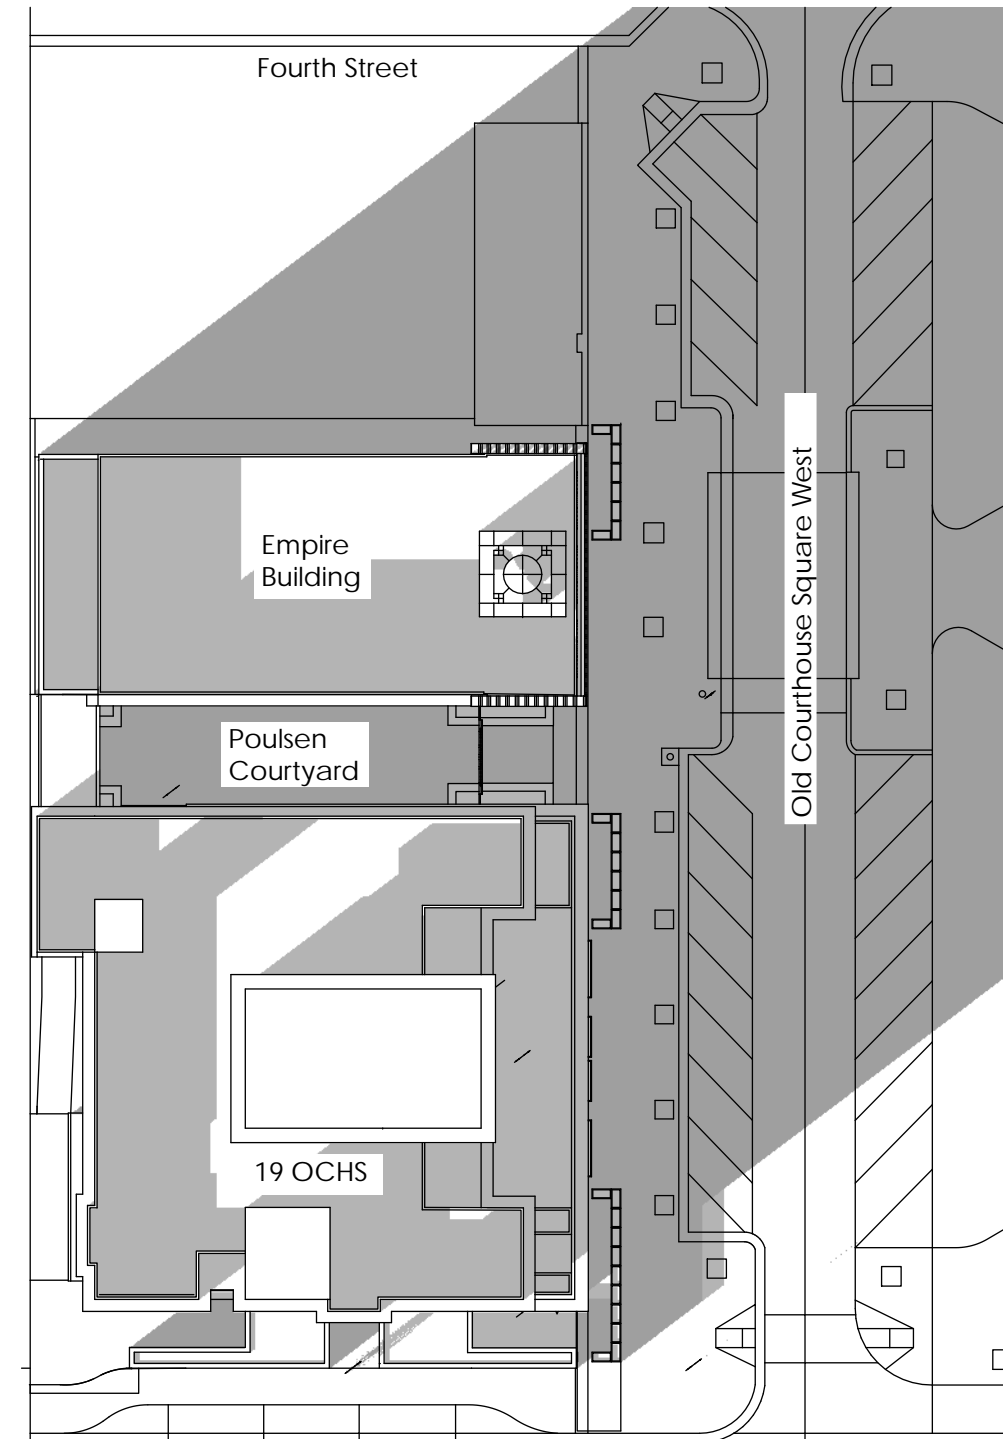 Fourth Street
Empire
Building
Old Courthouse Square West
Poulsen
Courtyard
19 OCHS